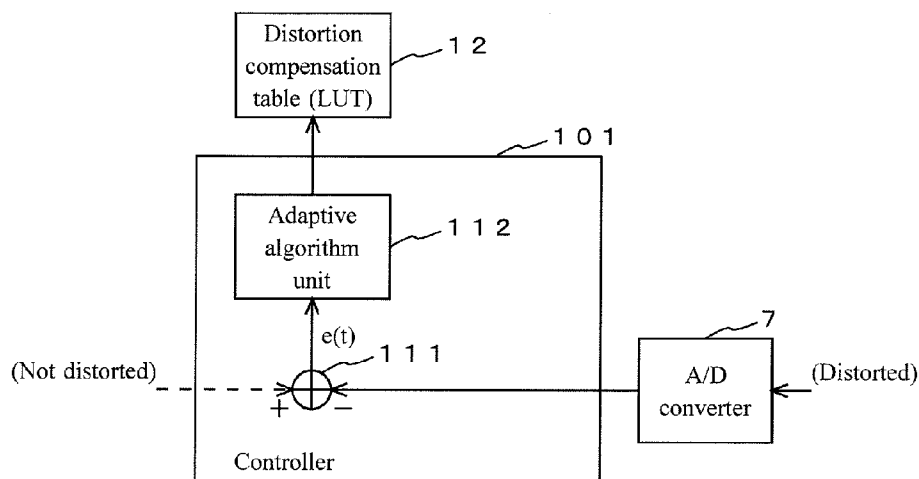 Distortion
compensation
table (LUT)
1 2
1 0 1
Adaptive
algorithm
unit
1 1 2
e(t)
1 1 1
7
(Not distorted)
+
−
A/D
converter
(Distorted)
Controller